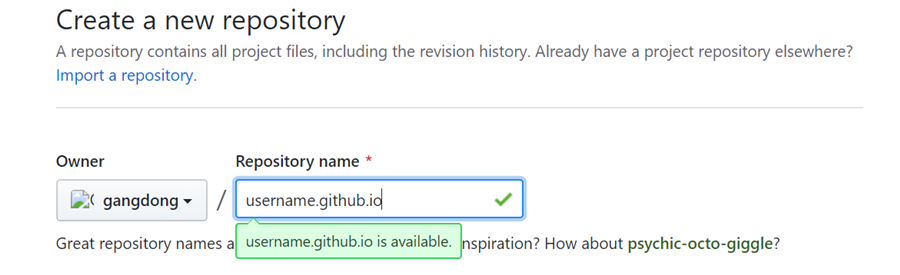 Create a new repository
A repository contains all project files, including the revision history. Already have a project repository elsewhere?
Import a repository.
Owner
Repository name *
gangdong
/
username.github.io
username.github.io is available.
Great repository names a nspiration? How about psychic-octo-giggle?